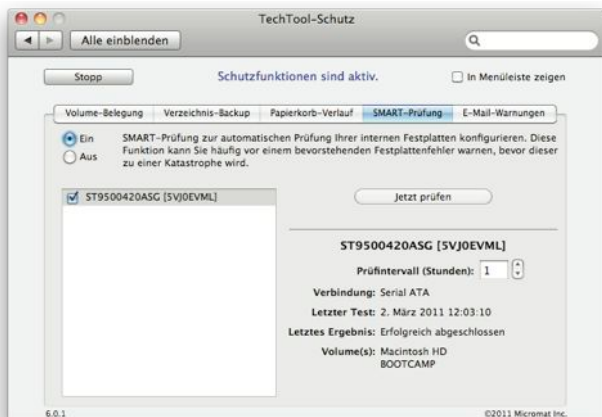 TechTool-Schutz
Alle einblenden
Stopp
Schutzfunktionen sind aktiv.
In Menüleiste zeigen
Volume-Belegung
Verzeichnis-Backup
Papierkorb-Verlauf
SMART-Prüfung
E-Mail-Warnungen
Ein
Aus
SMART-Prüfung zur automatischen Prüfung Ihrer internen Festplatten konfigurieren. Diese
Funktion kann Sie häufig vor einem bevorstehenden Festplattenfehler warnen, bevor dieser
zu einer Katastrophe wird.
ST9500420ASG [5VJ0EVML]
Jetzt prüfen
ST9500420ASG [5VJ0EVML]
Prüfintervall (Stunden): 1
Verbindung: Serial ATA
Letzter Test: 2. März 2011 12:03:10
Letztes Ergebnis: Erfolgreich abgeschlossen
Volume(s): Macintosh HD
BOOTCAMP
6.0.1
©2011 Micromat Inc.